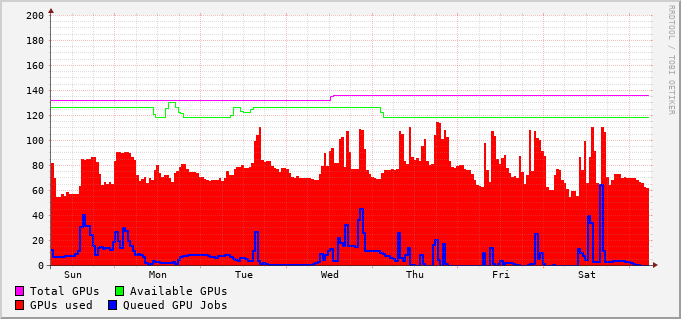 200
180
160
140
120
100
80
60
40
20
0
Sun Mon Tue Wed Thu Fri Sat
Total GPUs Available GPUs
GPUs used Queued GPU Jobs
RRDTOOL / TOBI OETIKER